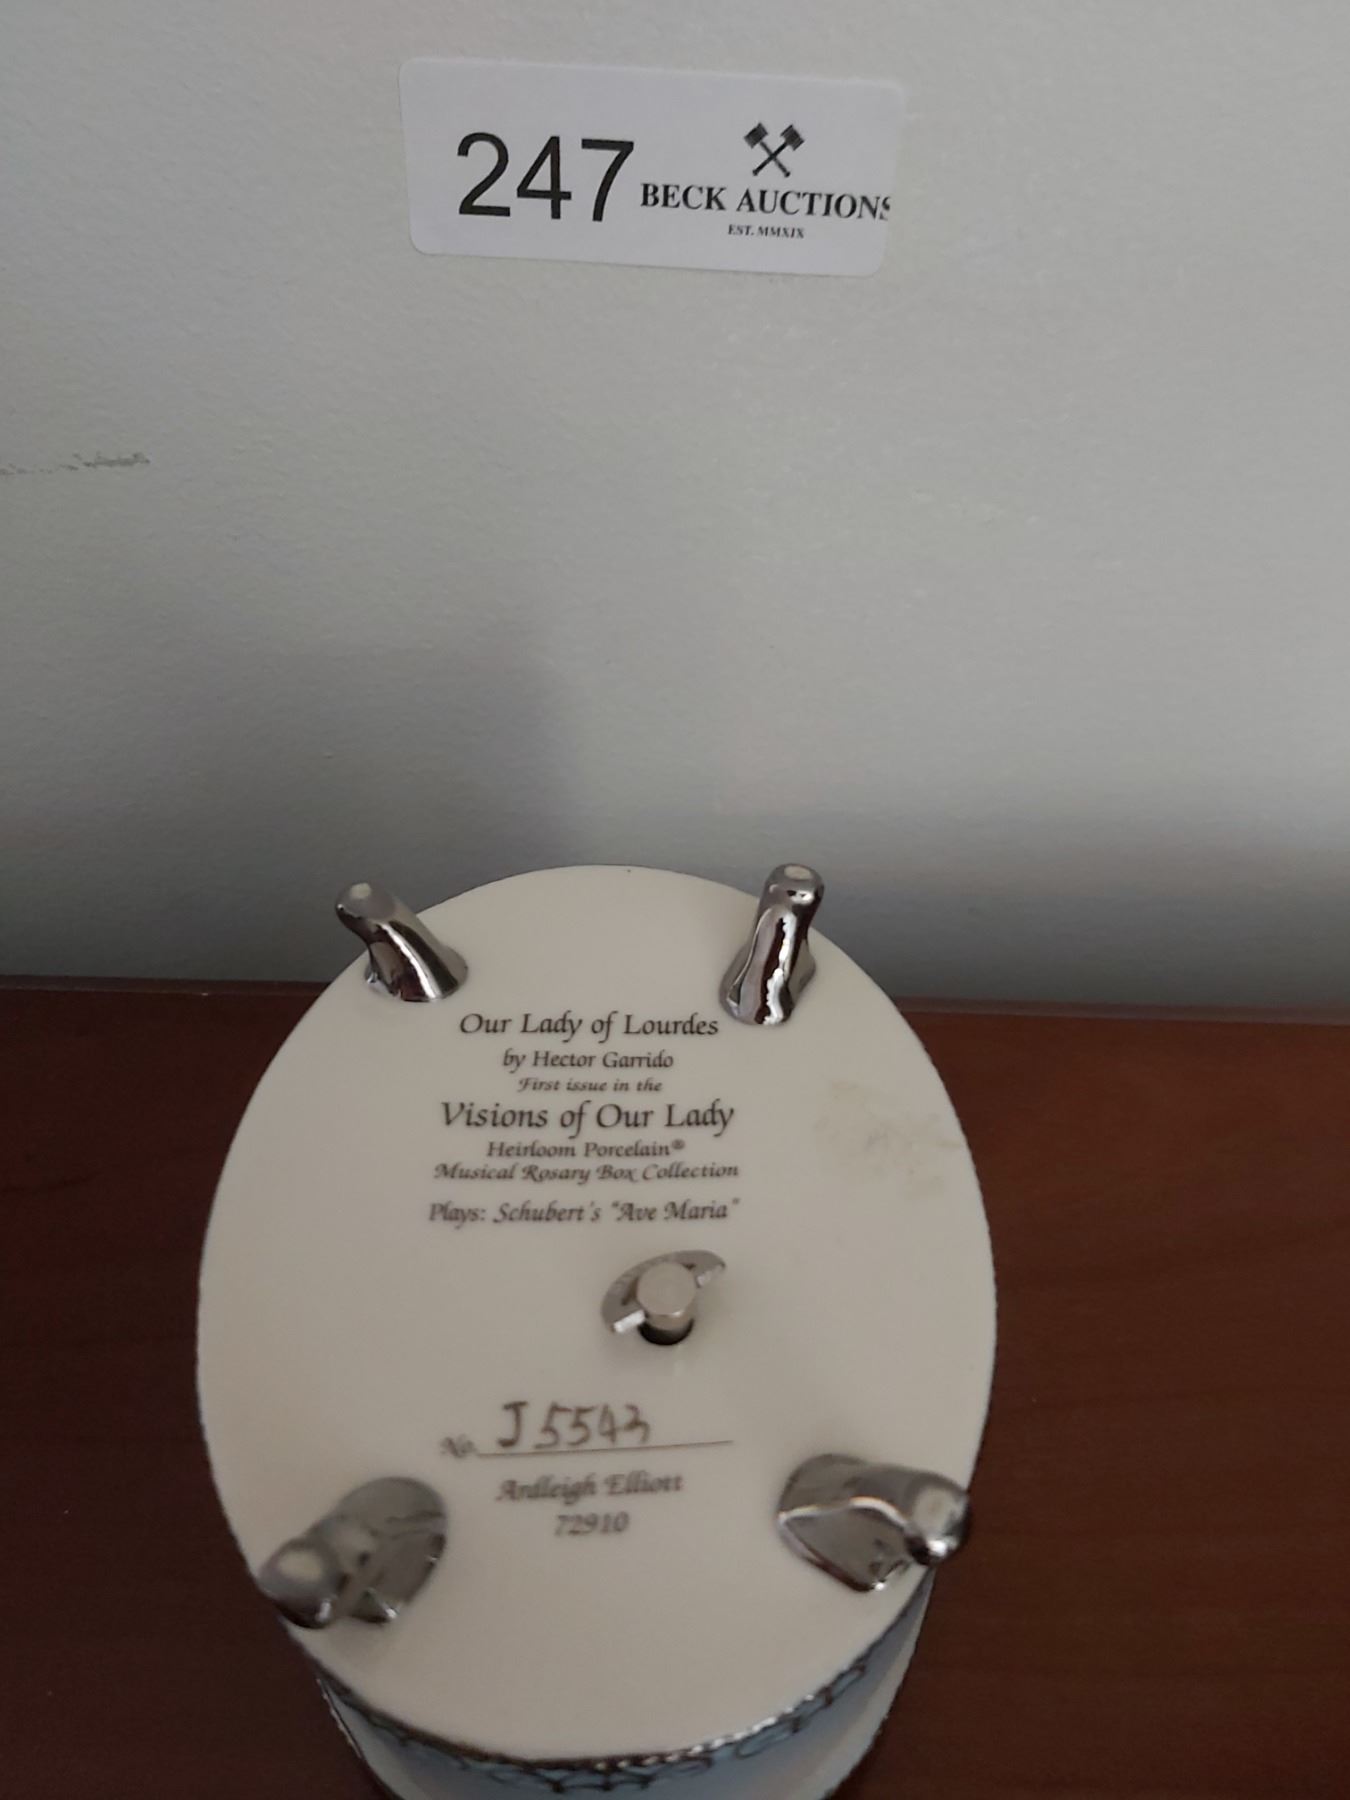 247
BECK AUCTIONS
EST. MMXIX
Our Lady of Lourdes
by Hector Garrido
First issue in the
Visions of Our Lady
Heirloom Porcelain®
Musical Rosary Box Collection
Plays: Schubert's "Ave Maria"
No. J5543
Ardleigh Elliott
72910